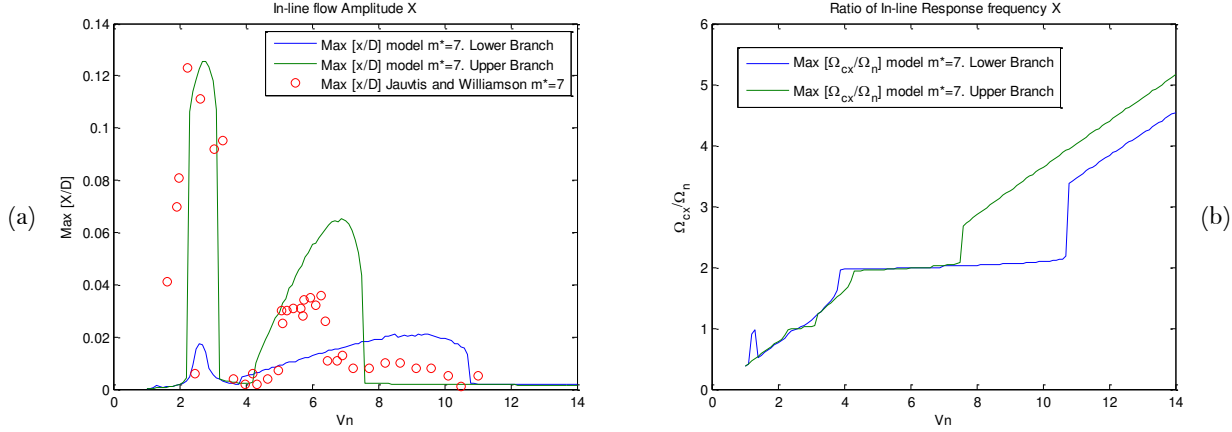 In-line flow Amplitude X
0.14
0.12
0.1
0.08
0.06
0.04
0.02
0
Max [X/D]
(a)
Max [x/D] model m*=7. Lower Branch
Max [x/D] model m*=7. Upper Branch
Max [x/D] Jauvtis and Williamson m*=7
0 2 4 6 8 10 12 14
Vn
Ratio of In-line Response frequency X
6
5
4
3
2
1
0
Ω_cx/Ω_n
Max [Ω_cx/Ω_n] model m*=7. Lower Branch
Max [Ω_cx/Ω_n] model m*=7. Upper Branch
(b)
0 2 4 6 8 10 12 14
Vn